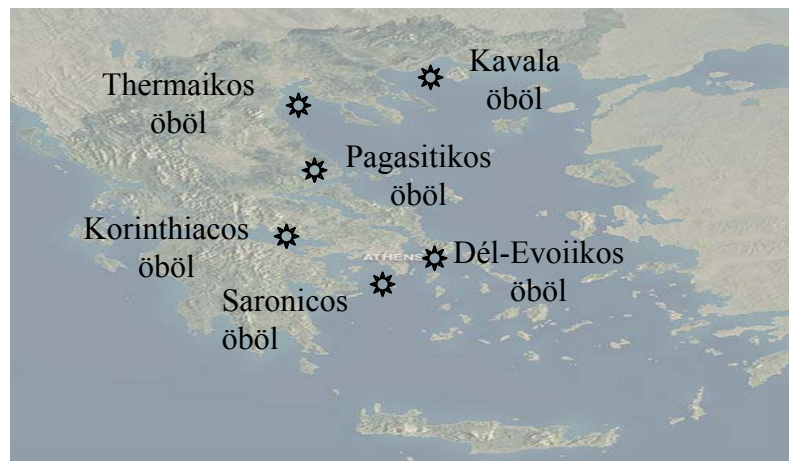 Kavala
öböl
Thermaikos
öböl
Pagasitikos
öböl
Korinthiacos
öböl
ATHENS
Dél-Evoiikos
öböl
Saronicos
öböl